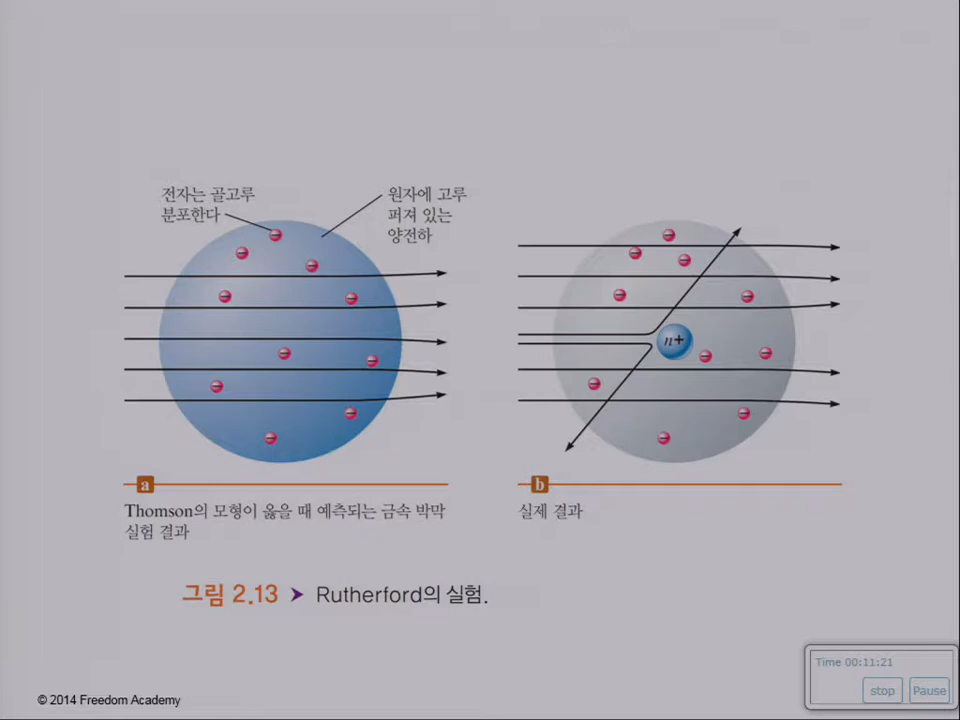 전자는 골고루
분포한다
원자에 고루
퍼져 있는
양전하
n+
a
Thomson의 모형이 옳을 때 예측되는 금속 박막
실험 결과
b
실제 결과
그림 2.13 ➤ Rutherford의 실험.
Time 00:11:21
stop
Pause
© 2014 Freedom Academy